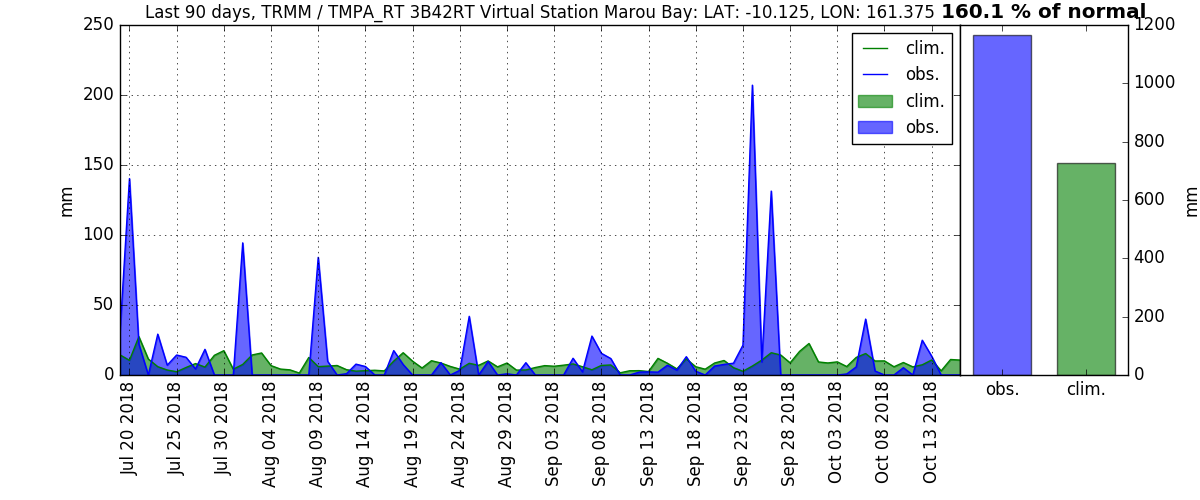 Last 90 days, TRMM / TMPA_RT 3B42RT Virtual Station Marou Bay: LAT: -10.125, LON: 161.375 160.1 % of normal
250
200
150
100
50
0
mm
clim.
obs.
clim.
obs.
Jul 20 2018
Jul 25 2018
Jul 30 2018
Aug 04 2018
Aug 09 2018
Aug 14 2018
Aug 19 2018
Aug 24 2018
Aug 29 2018
Sep 03 2018
Sep 08 2018
Sep 13 2018
Sep 18 2018
Sep 23 2018
Sep 28 2018
Oct 03 2018
Oct 08 2018
Oct 13 2018
1200
1000
800
600
400
200
0
mm
obs.
clim.